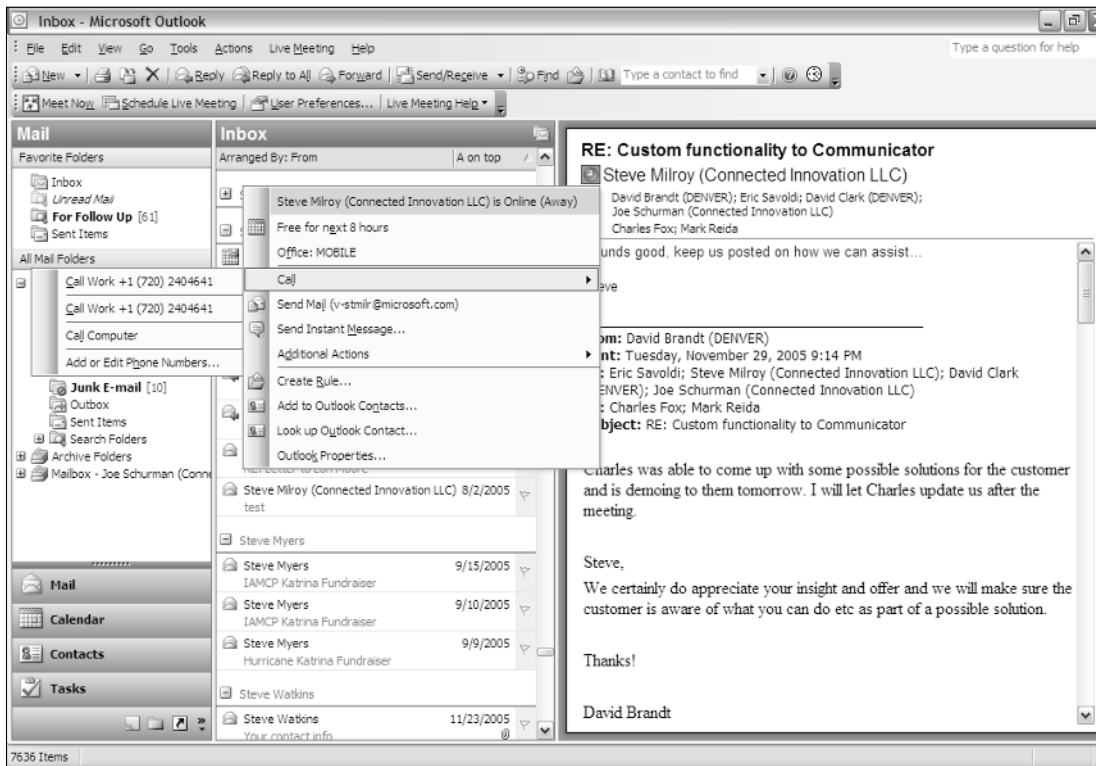 Inbox - Microsoft Outlook
File Edit View Go Tools Actions Live Meeting Help Type a question for help
New Reply Reply to All Forward Send/Receive Find Type a contact to find
Meet Now Schedule Live Meeting User Preferences... Live Meeting Help
Mail
Favorite Folders
Inbox
Unread Mail
For Follow Up [61]
Sent Items
All Mail Folders
Call Work +1 (720) 2404641
Call Work +1 (720) 2404641
Call Computer
Add or Edit Phone Numbers...
Junk E-mail [10]
Outbox
Sent Items
Search Folders
Archive Folders
Mailbox - Joe Schurman (Conne
Mail
Calendar
Contacts
Tasks
7636 Items
Inbox
Arranged By: From A on top
Steve Milroy (Connected Innovation LLC) is Online (Away)
Free for next 8 hours
Office: MOBILE
Call
Send Mail (v-stmilr@microsoft.com)
Send Instant Message...
Additional Actions
Create Rule...
Add to Outlook Contacts...
Look up Outlook Contact...
Outlook Properties...
Steve Milroy (Connected Innovation LLC) 8/2/2005
test
Steve Myers
Steve Myers 9/15/2005
IAMCP Katrina Fundraiser
Steve Myers 9/10/2005
IAMCP Katrina Fundraiser
Steve Myers 9/9/2005
Hurricane Katrina Fundraiser
Steve Watkins
Steve Watkins 11/23/2005
Your contact info
RE: Custom functionality to Communicator
Steve Milroy (Connected Innovation LLC)
David Brandt (DENVER); Eric Savoldi; David Clark (DENVER);
Joe Schurman (Connected Innovation LLC)
Charles Fox; Mark Reida
unds good, keep us posted on how we can assist...
eve
om: David Brandt (DENVER)
nt: Tuesday, November 29, 2005 9:14 PM
: Eric Savoldi; Steve Milroy (Connected Innovation LLC); David Clark
ENVER); Joe Schurman (Connected Innovation LLC)
: Charles Fox; Mark Reida
bject: RE: Custom functionality to Communicator
Charles was able to come up with some possible solutions for the customer
and is demoing to them tomorrow. I will let Charles update us after the
meeting.
Steve,
We certainly do appreciate your insight and offer and we will make sure the
customer is aware of what you can do etc as part of a possible solution.
Thanks!
David Brandt